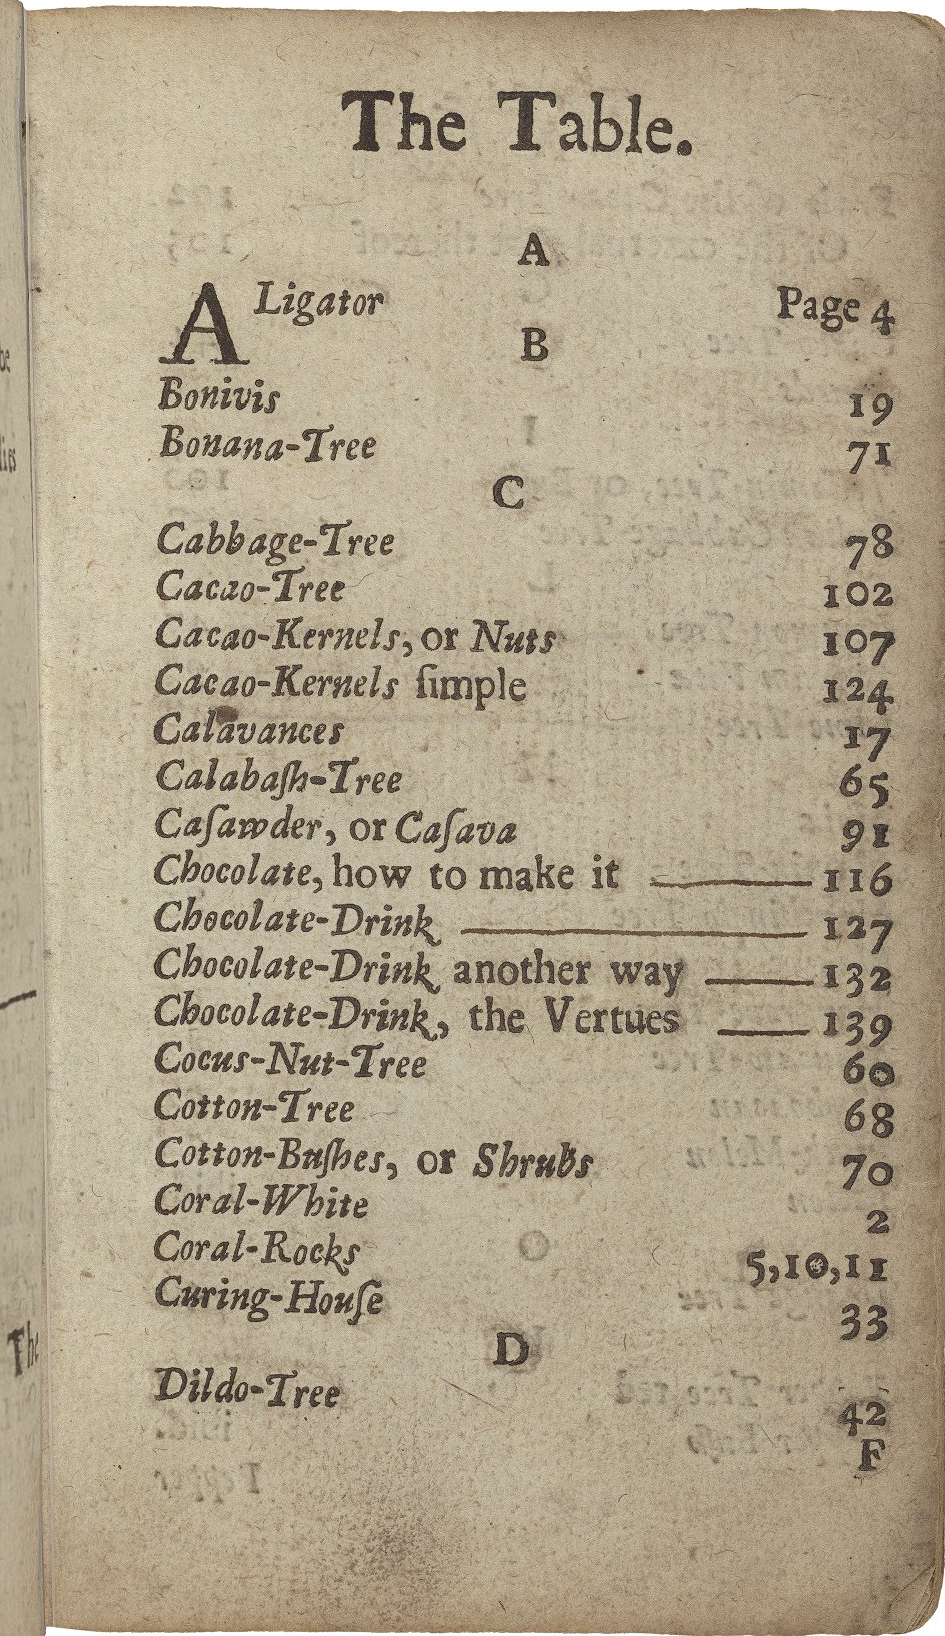 The Table.
A
ALigator Page 4
B
Bonivis 19
Bonana-Tree 71
C
Cabbage-Tree 78
Cacao-Tree 102
Cacao-Kernels, or Nuts 107
Cacao-Kernels ſimple 124
Calavances 17
Calabaſh-Tree 65
Caſawder, or Caſava 91
Chocolate, how to make it 116
Chocolate-Drink 127
Chocolate-Drink another way 132
Chocolate-Drink, the Vertues 139
Cocus-Nut-Tree 60
Cotton-Tree 68
Cotton-Buſhes, or Shrubs 70
Coral-White 2
Coral-Rocks 5,10,11
Curing-Houſe 33
D
Dildo-Tree 42
F